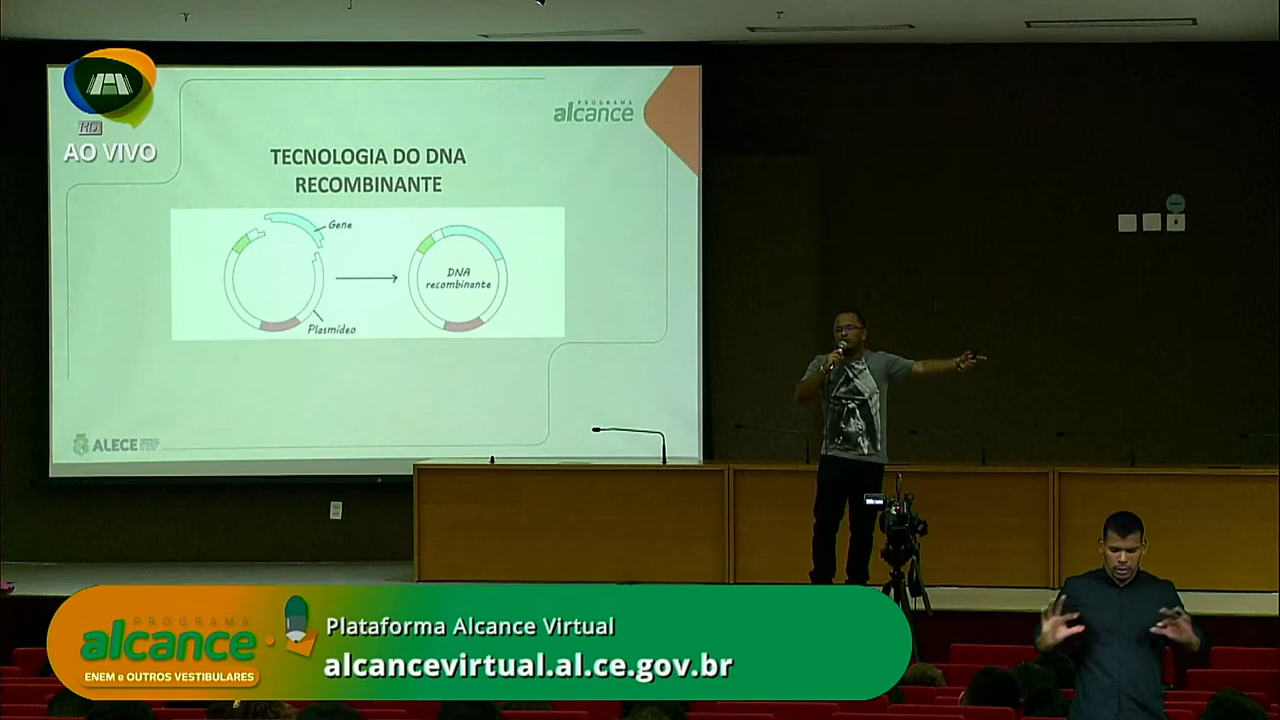 HD
AO VIVO
PROGRAMA
alcance
TECNOLOGIA DO DNA
RECOMBINANTE
Gene
DNA
recombinante
Plasmídeo
ALECE
PROGRAMA
alcance
ENEM e OUTROS VESTIBULARES
Plataforma Alcance Virtual
alcancevirtual.al.ce.gov.br